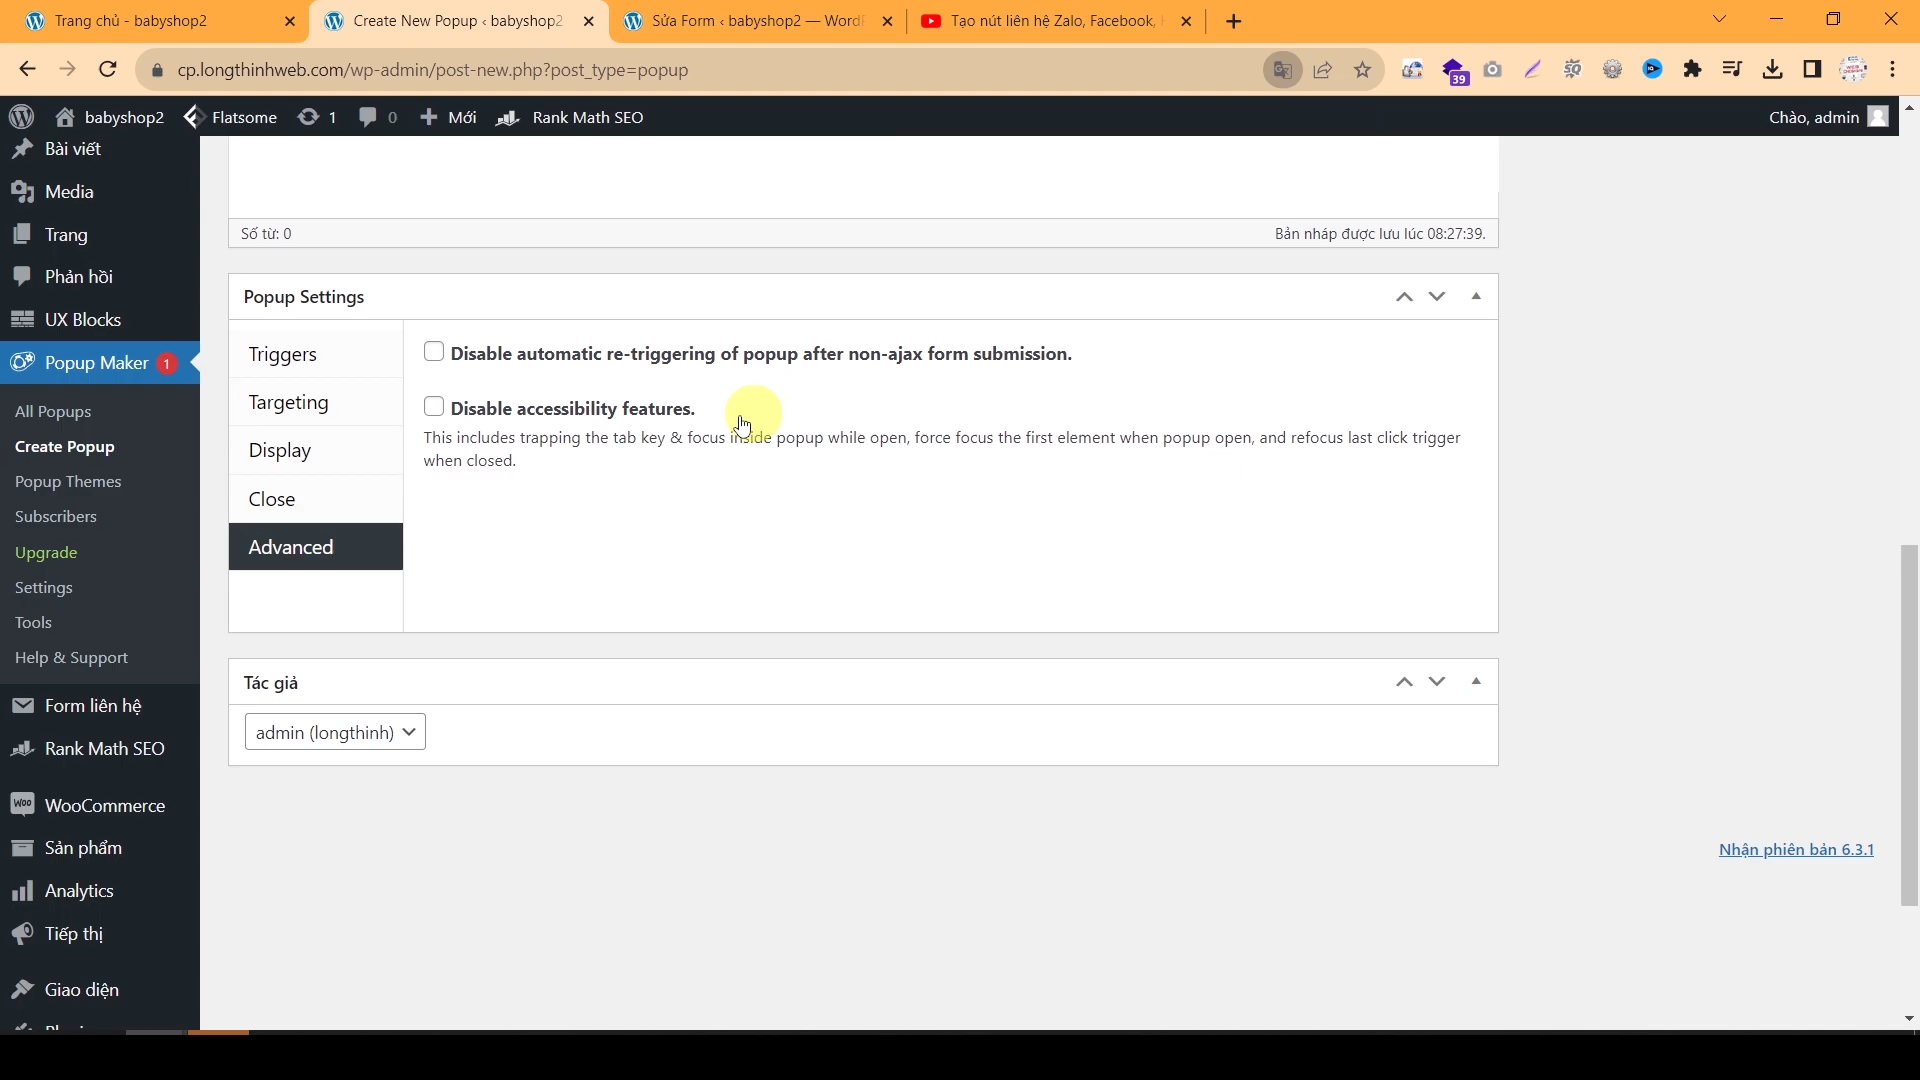 Trang chủ - babyshop2
Create New Popup ‹ babyshop2
Sửa Form ‹ babyshop2 — WordP
Tạo nút liên hệ Zalo, Facebook,
cp.longthinhweb.com/wp-admin/post-new.php?post_type=popup
39
babyshop2
Flatsome
1
0
Mới
Rank Math SEO
Chào, admin
Bài viết
Media
Trang
Phản hồi
UX Blocks
Popup Maker 1
All Popups
Create Popup
Popup Themes
Subscribers
Upgrade
Settings
Tools
Help & Support
Form liên hệ
Rank Math SEO
WooCommerce
Sản phẩm
Analytics
Tiếp thị
Giao diện
Số từ: 0
Bản nháp được lưu lúc 08:27:39.
Popup Settings
Triggers
Targeting
Display
Close
Advanced
Disable automatic re-triggering of popup after non-ajax form submission.
Disable accessibility features.
This includes trapping the tab key & focus inside popup while open, force focus the first element when popup open, and refocus last click trigger
when closed.
Tác giả
admin (longthinh)
Nhận phiên bản 6.3.1